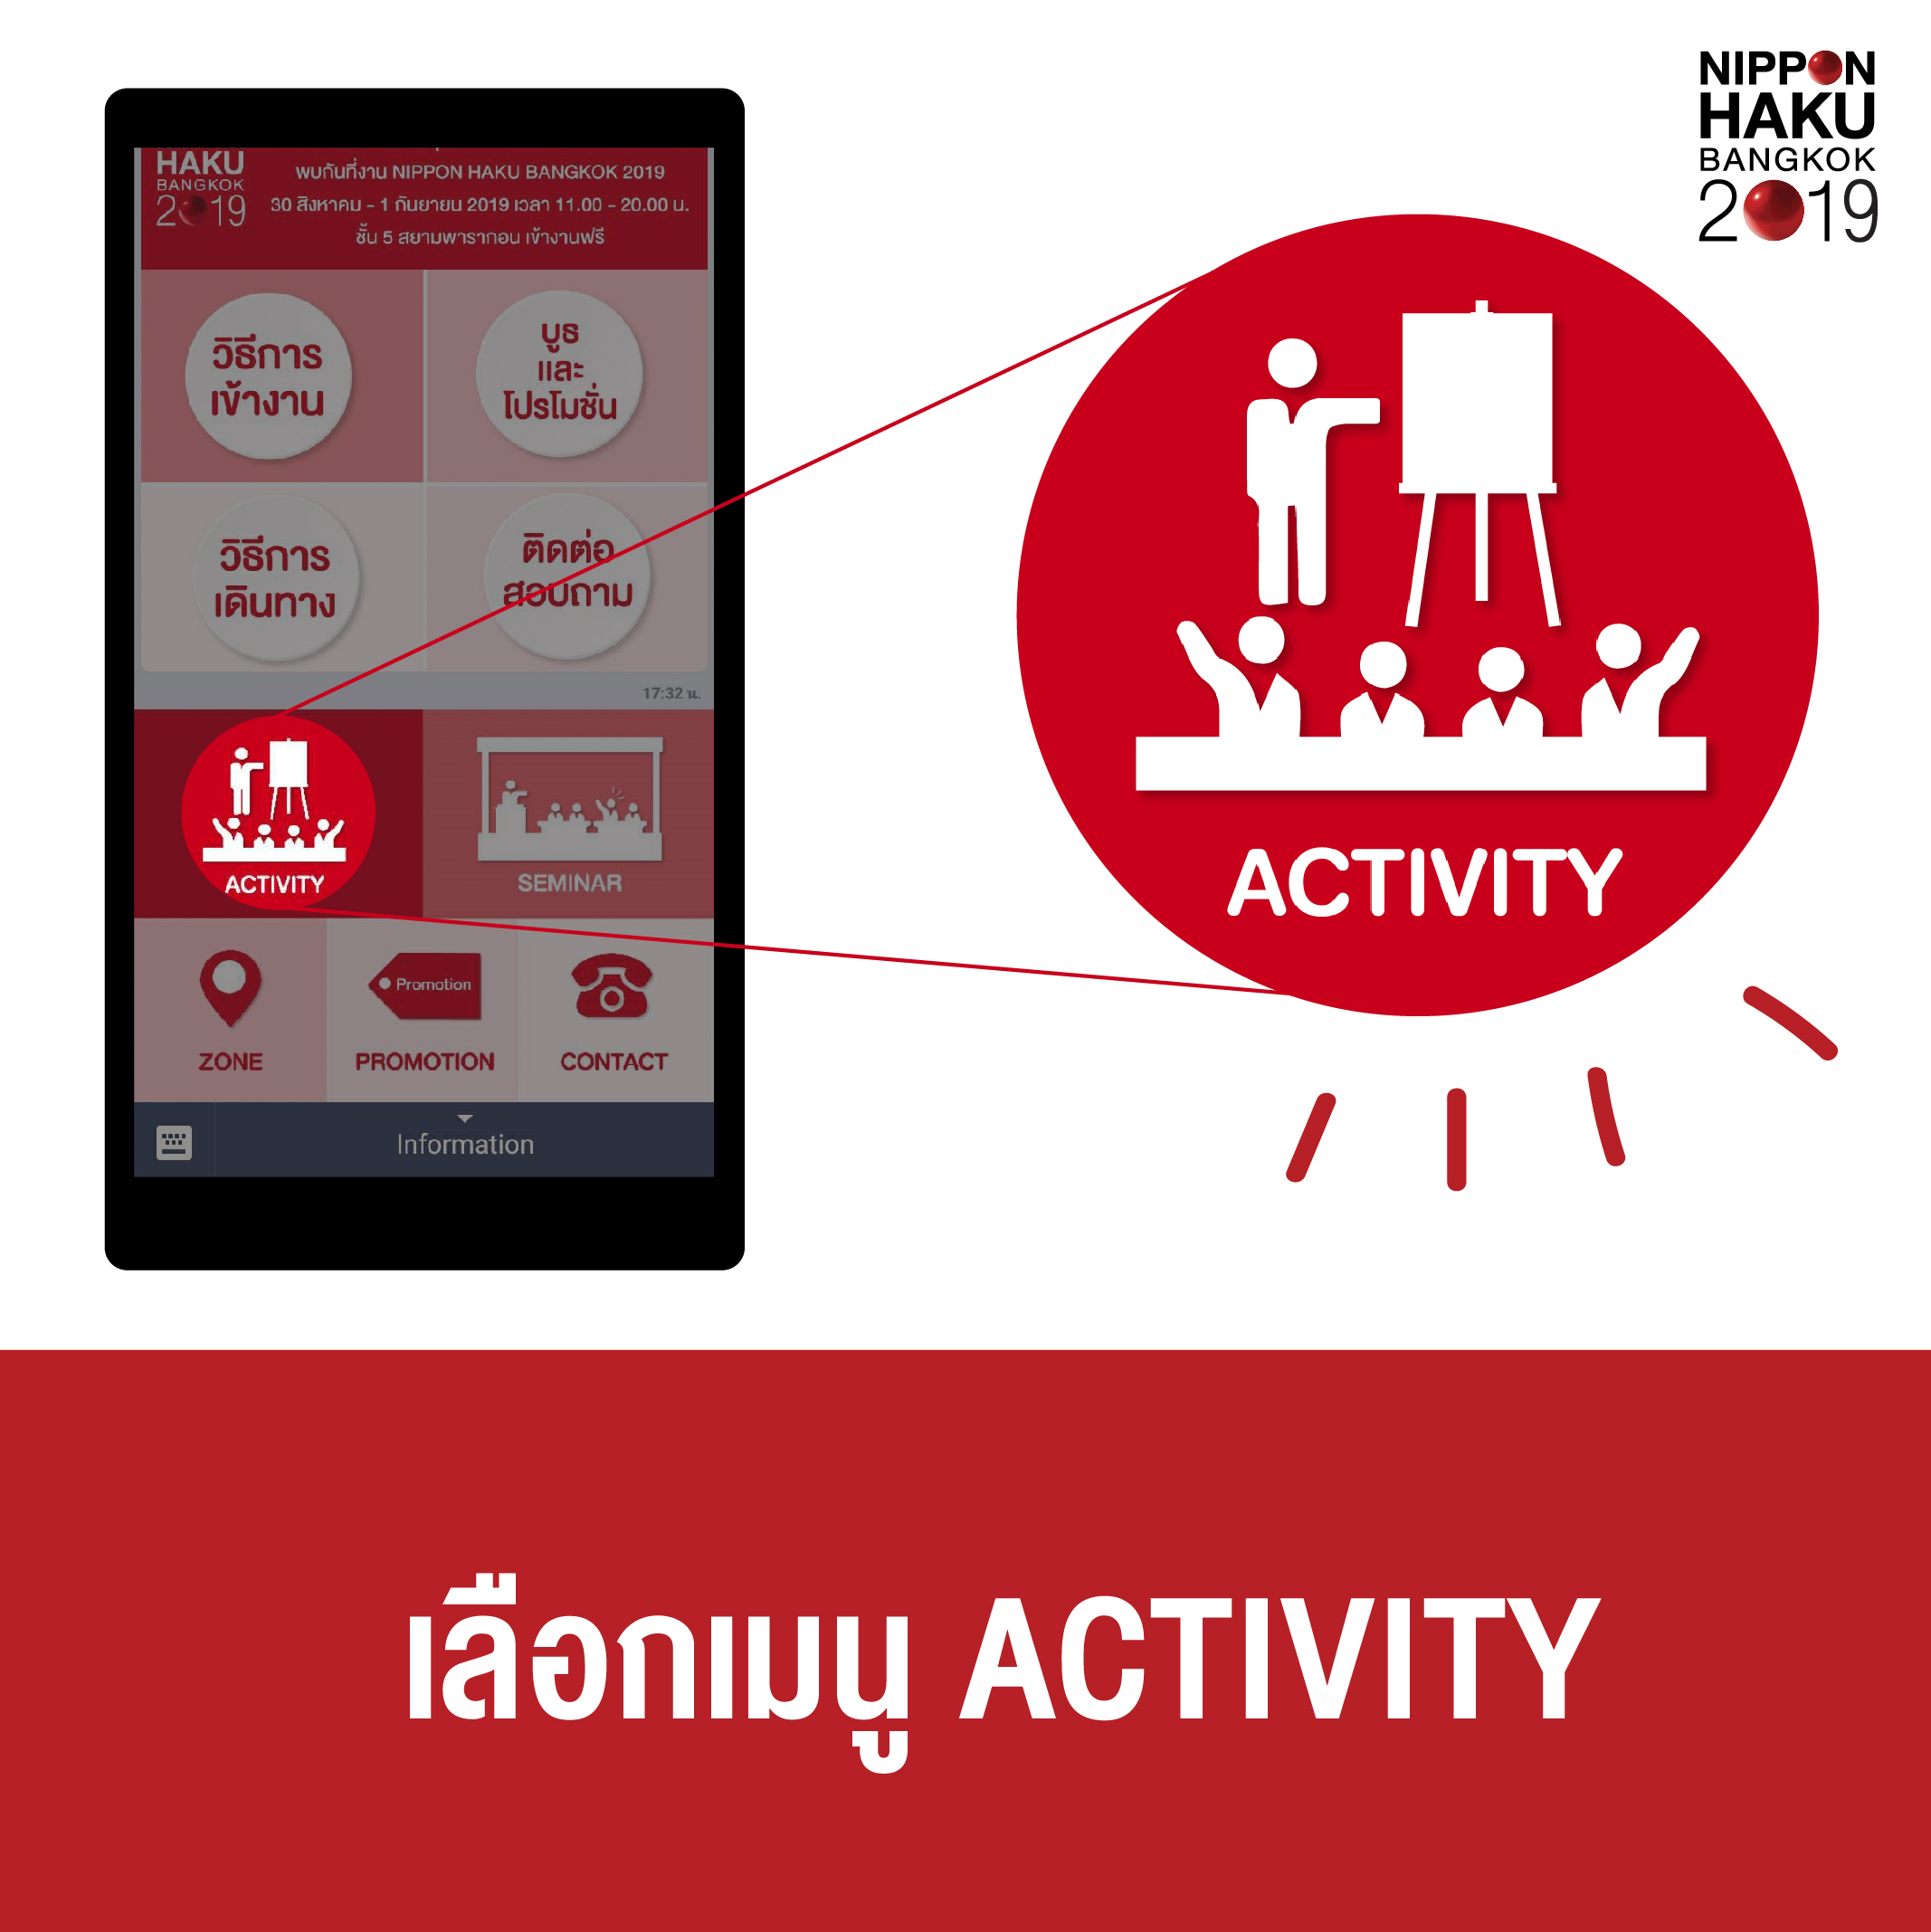 NIPPON
HAKU
BANGKOK
2019
HAKU
BANGKOK
2019
พบกันที่งาน NIPPON HAKU BANGKOK 2019
30 สิงหาคม - 1 กันยายน 2019 เวลา 11.00 - 20.00 น.
ชั้น 5 สยามพารากอน เข้างานฟรี
วิธีการ
เข้างาน
บูธ
และ
โปรโมชั่น
วิธีการ
เดินทาง
ติดต่อ
สอบถาม
17:32 น.
ACTIVITY
SEMINAR
Promotion
ZONE
PROMOTION
CONTACT
Information
ACTIVITY
เลือกเมนู ACTIVITY